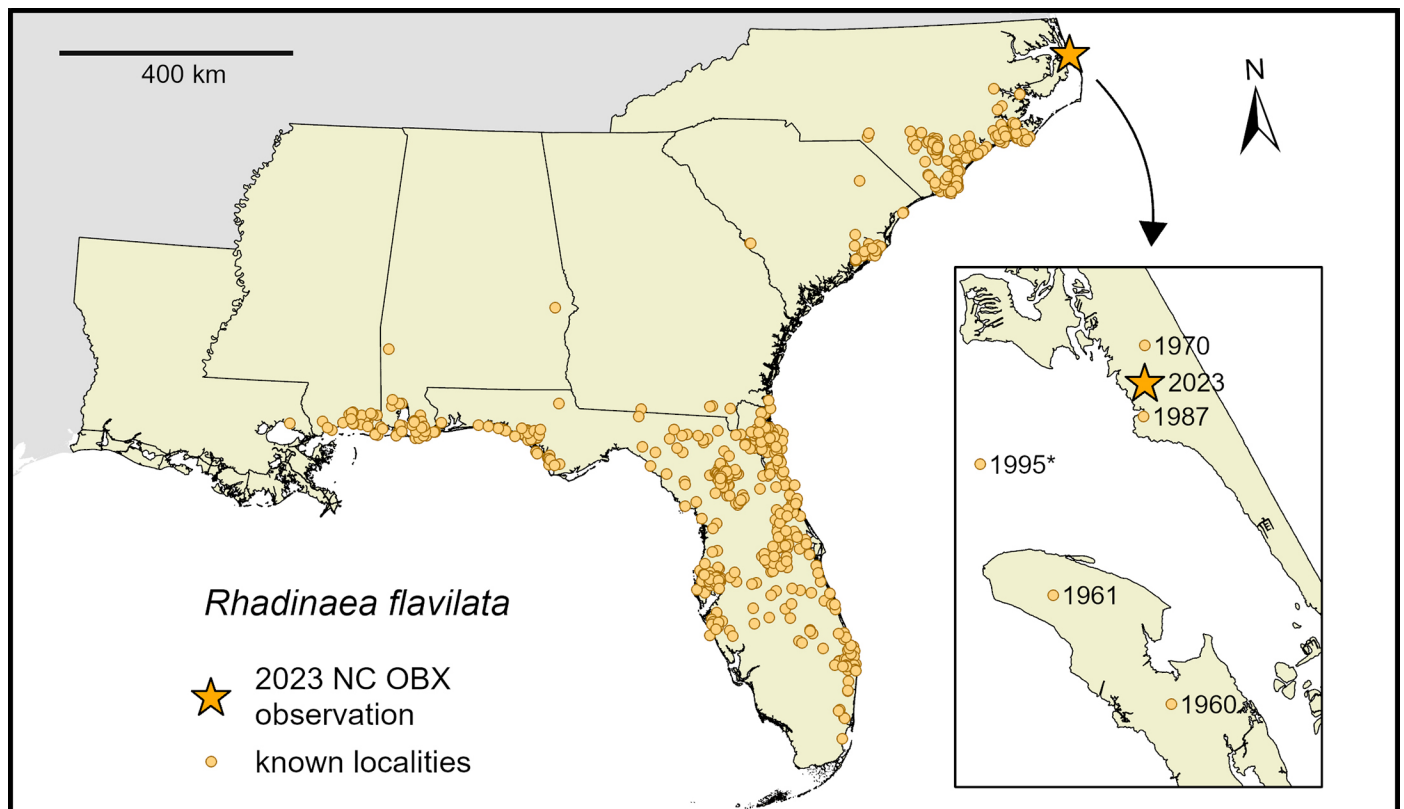 400 km
N
1970
2023
1987
1995*
1961
1960
Rhadinaea flavilata
2023 NC OBX
observation
known localities